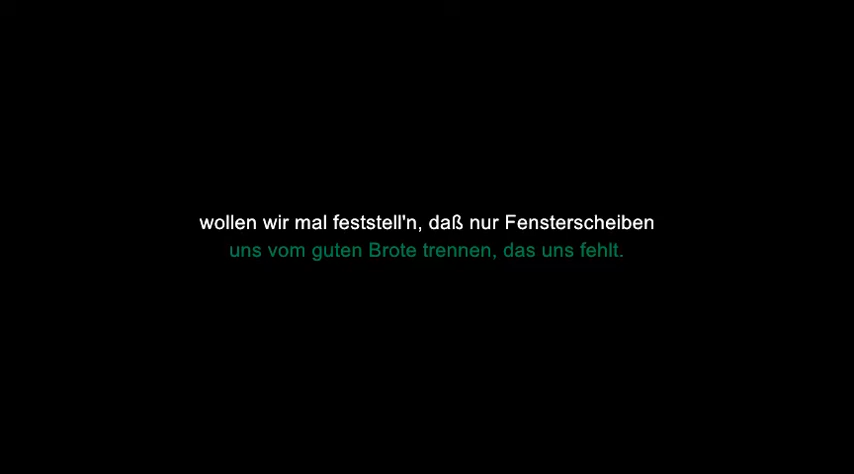 wollen wir mal feststell'n, daß nur Fensterscheiben
uns vom guten Brote trennen, das uns fehlt.